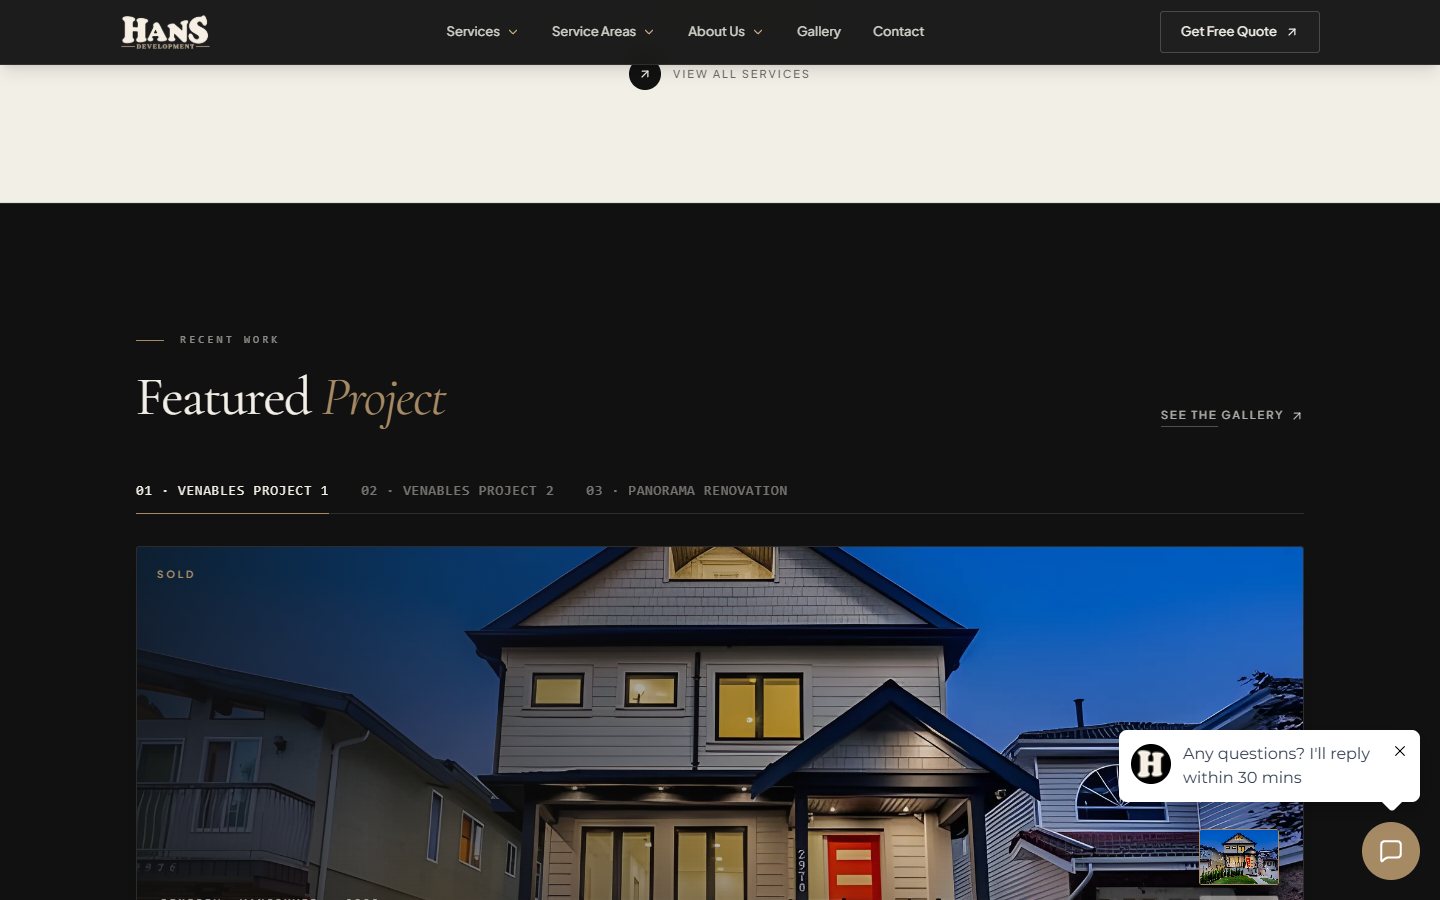 HANS
DEVELOPMENT
Services
Service Areas
About Us
Gallery
Contact
Get Free Quote
VIEW ALL SERVICES
RECENT WORK
Featured Project
SEE THE GALLERY
01 · VENABLES PROJECT 1
02 · VENABLES PROJECT 2
03 · PANORAMA RENOVATION
SOLD
H
Any questions? I'll reply
within 30 mins
2970